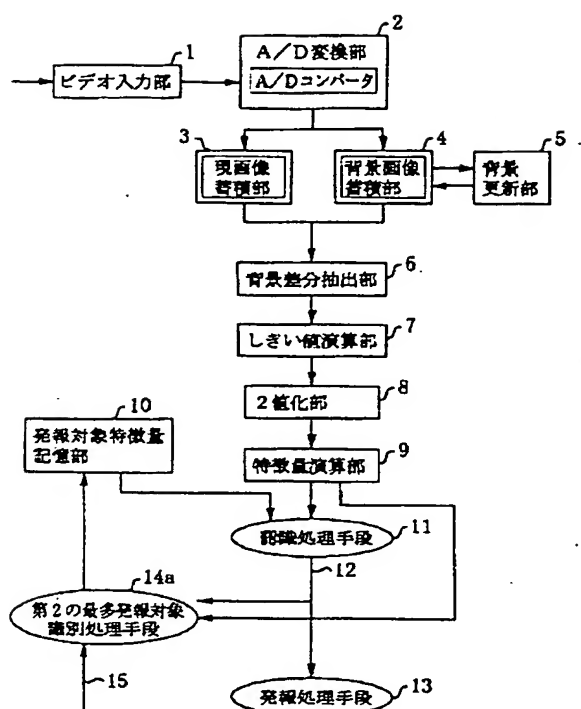 1
ビデオ入力部
2
A/D変換部
A/Dコンバータ
3
現画像
蓄積部
4
背景画像
蓄積部
5
背景
更新部
6
背景差分抽出部
7
しきい値演算部
8
2値化部
9
特徴量演算部
10
発報対象特徴量
記憶部
11
認識処理手段
12
14a
第2の最多発報対象
識別処理手段
15
13
発報処理手段